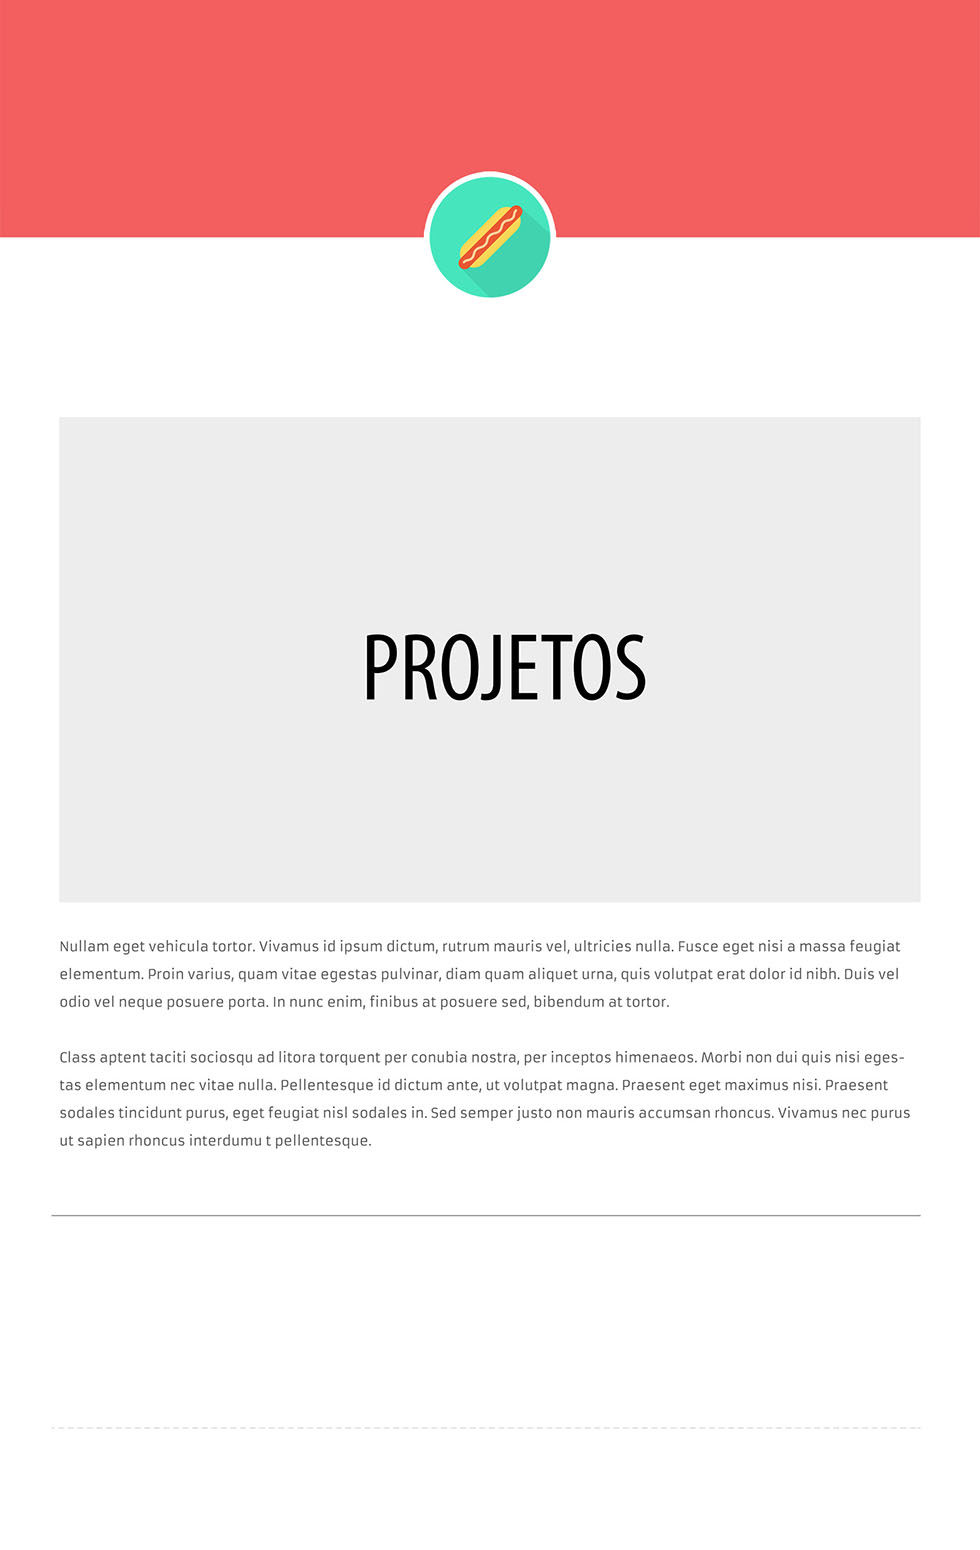 PROJETOS
Nullam eget vehicula tortor. Vivamus id ipsum dictum, rutrum mauris vel, ultricies nulla. Fusce eget nisi a massa feugiat
elementum. Proin varius, quam vitae egestas pulvinar, diam quam aliquet urna, quis volutpat erat dolor id nibh. Duis vel
odio vel neque posuere porta. In nunc enim, finibus at posuere sed, bibendum at tortor.
Class aptent taciti sociosqu ad litora torquent per conubia nostra, per inceptos himenaeos. Morbi non dui quis nisi eges-
tas elementum nec vitae nulla. Pellentesque id dictum ante, ut volutpat magna. Praesent eget maximus nisi. Praesent
sodales tincidunt purus, eget feugiat nisl sodales in. Sed semper justo non mauris accumsan rhoncus. Vivamus nec purus
ut sapien rhoncus interdumu t pellentesque.